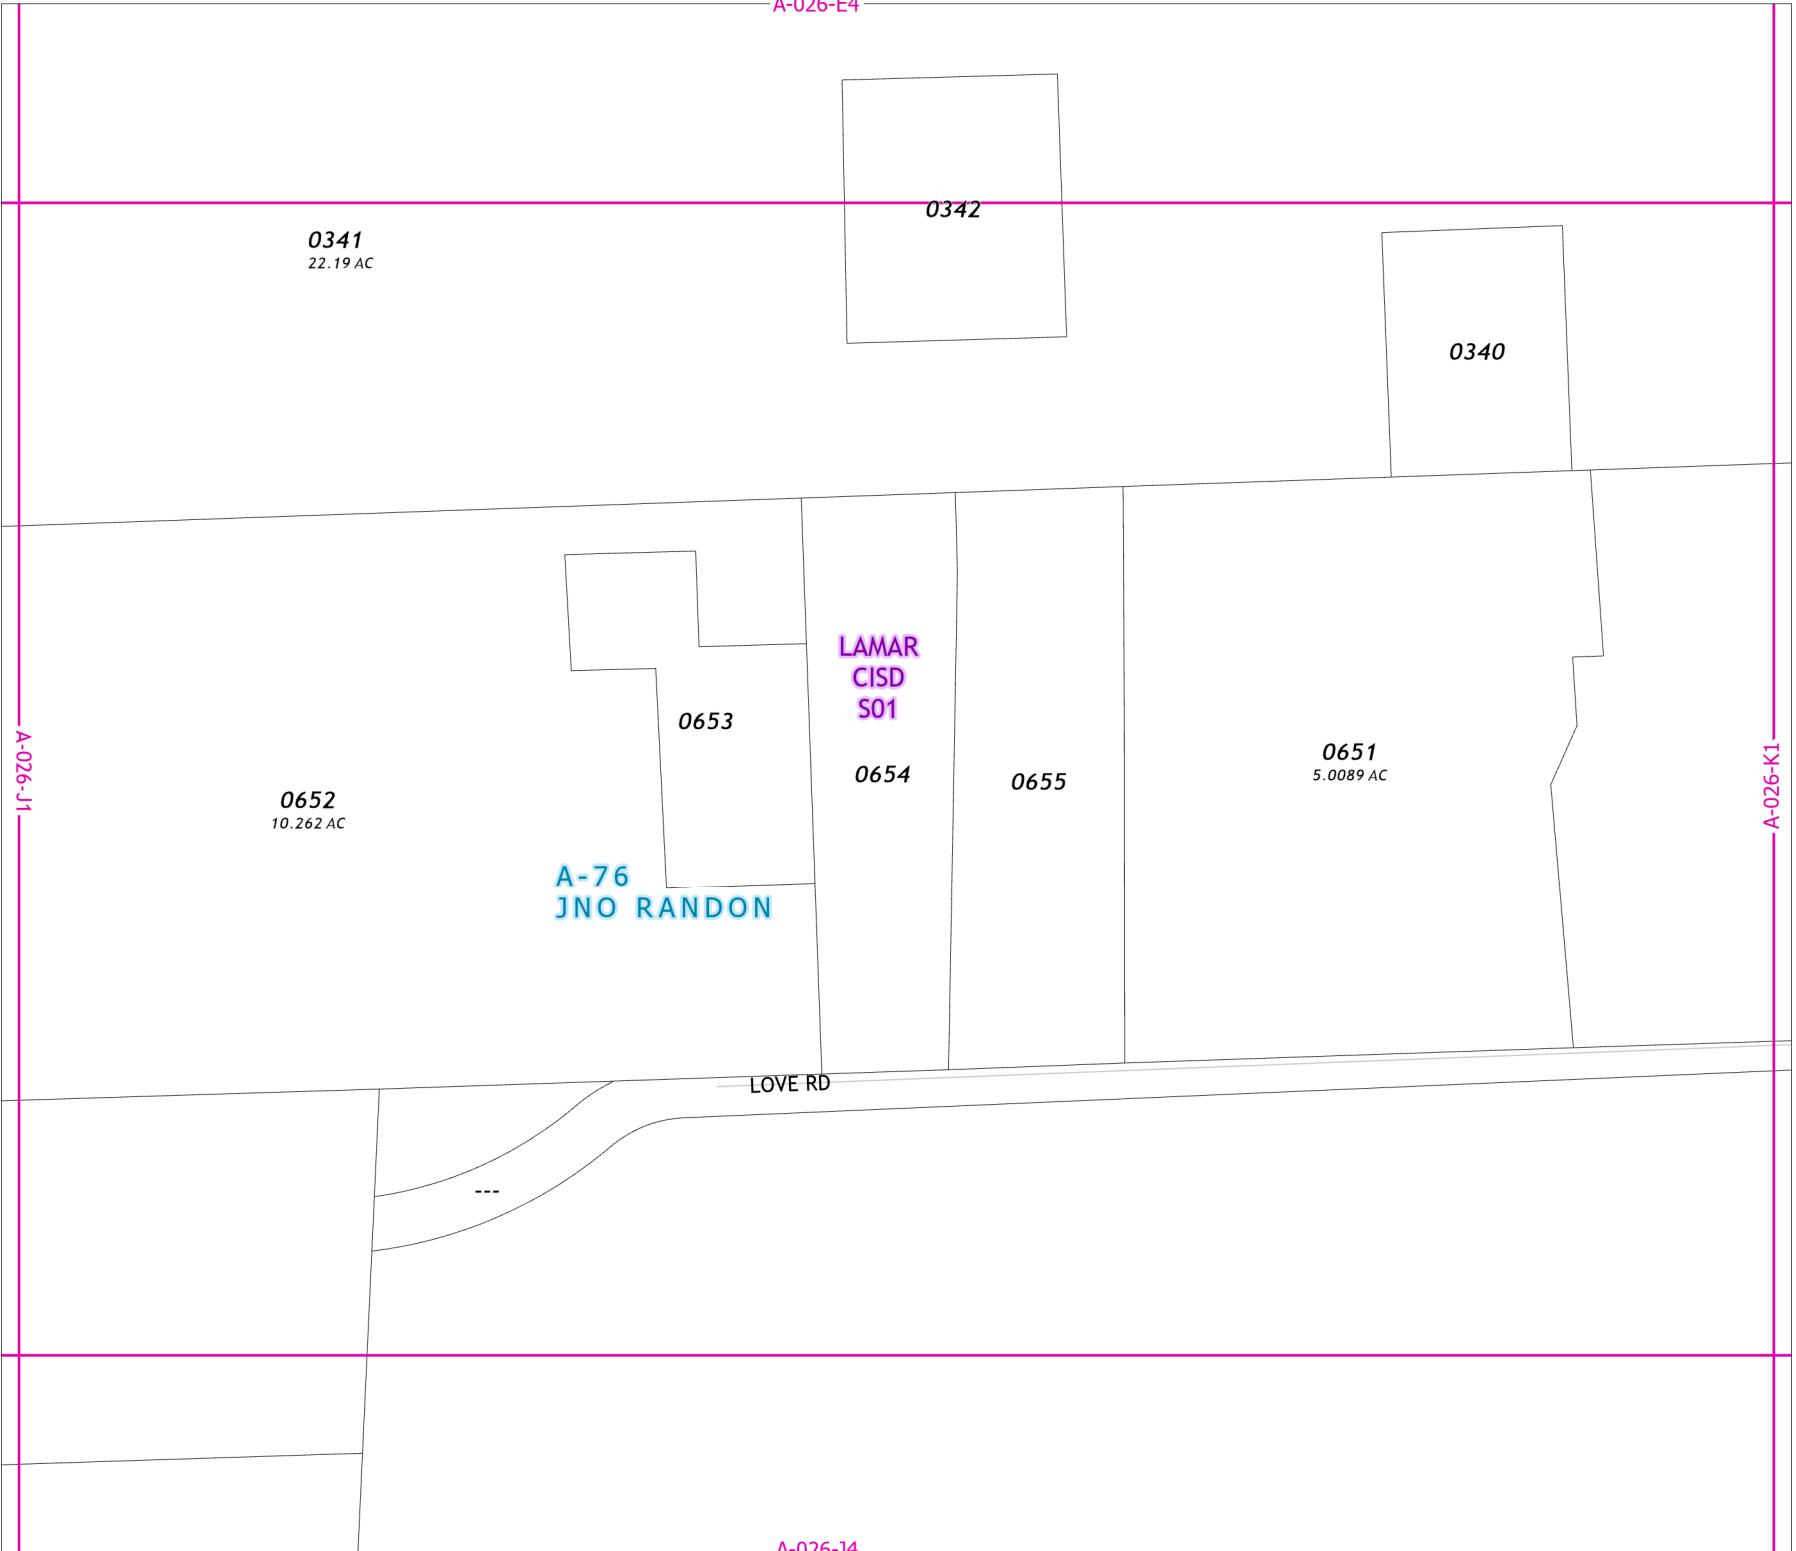 A-026-E4
0342
0341
22.19 AC
0340
LAMAR
CISD
S01
0653
0654
0655
0651
5.0089 AC
A-026-J1
A-026-K1
0652
10.262 AC
A-76
JNO RANDON
LOVE RD
---
A-026-J4